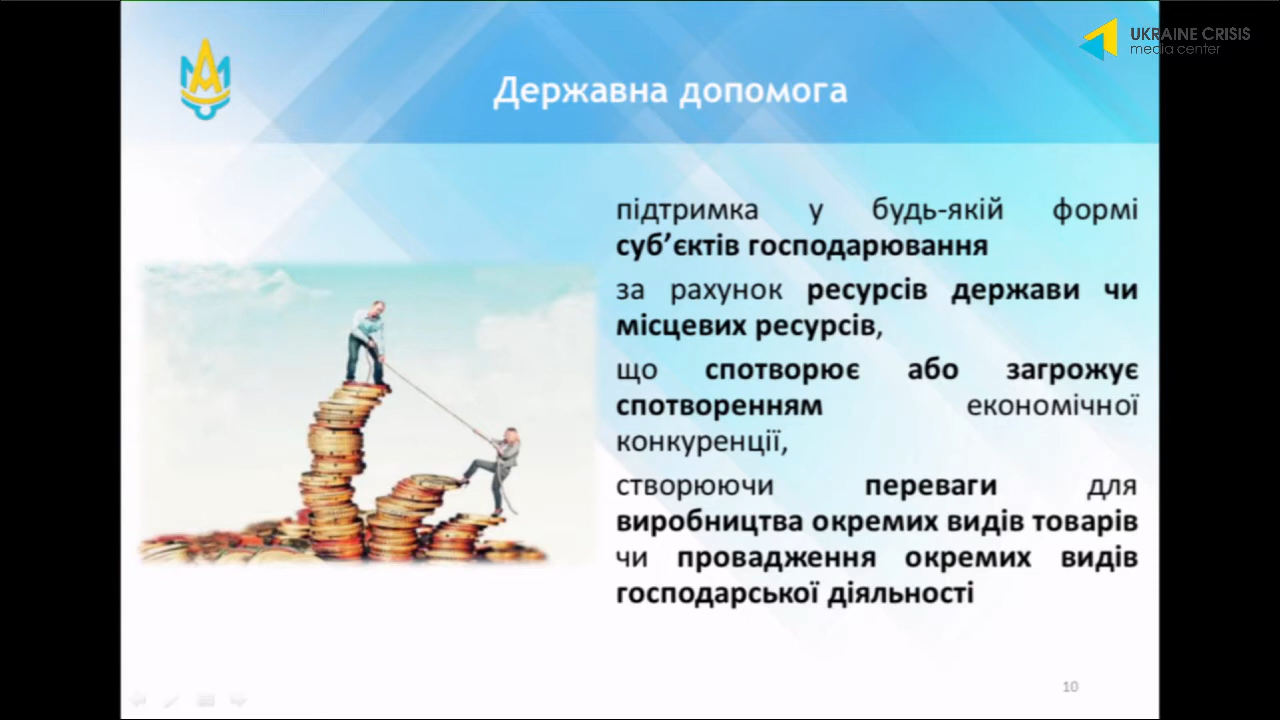 UKRAINE CRISIS
media center
Державна допомога
підтримка у будь-якій формі
суб’єктів господарювання
за рахунок ресурсів держави чи
місцевих ресурсів,
що спотворює або загрожує
спотворенням економічної
конкуренції,
створюючи переваги для
виробництва окремих видів товарів
чи провадження окремих видів
господарської діяльності
10